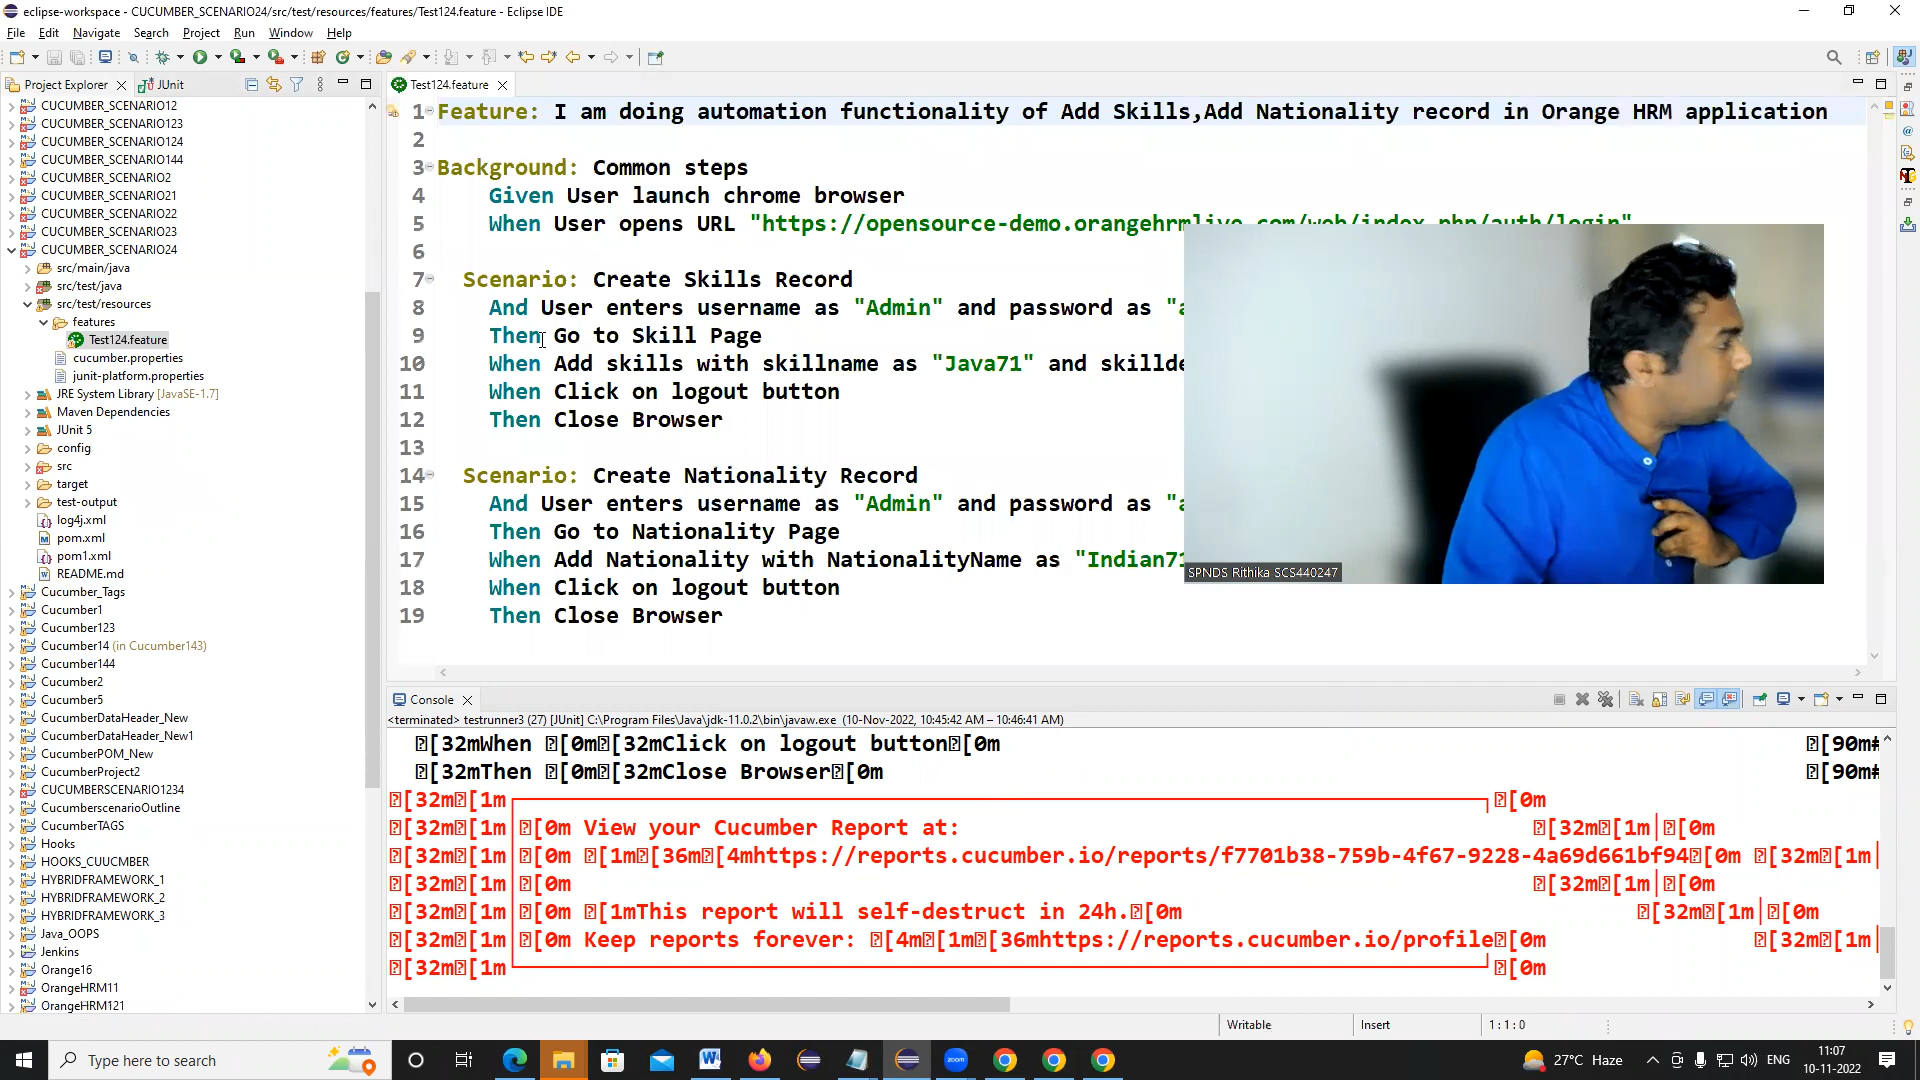 eclipse-workspace - CUCUMBER_SCENARIO24/src/test/resources/features/Test124.feature - Eclipse IDE
File Edit Navigate Search Project Run Window Help
Project Explorer JUnit
CUCUMBER_SCENARIO12
CUCUMBER_SCENARIO123
CUCUMBER_SCENARIO124
CUCUMBER_SCENARIO144
CUCUMBER_SCENARIO2
CUCUMBER_SCENARIO21
CUCUMBER_SCENARIO22
CUCUMBER_SCENARIO23
CUCUMBER_SCENARIO24
src/main/java
src/test/java
src/test/resources
features
Test124.feature
cucumber.properties
junit-platform.properties
JRE System Library [JavaSE-1.7]
Maven Dependencies
JUnit 5
config
src
target
test-output
log4j.xml
pom.xml
pom1.xml
README.md
Cucumber_Tags
Cucumber1
Cucumber123
Cucumber14 (in Cucumber143)
Cucumber144
Cucumber2
Cucumber5
CucumberDataHeader_New
CucumberDataHeader_New1
CucumberPOM_New
CucumberProject2
CUCUMBERSCENARIO1234
CucumberscenarioOutline
CucumberTAGS
Hooks
HOOKS_CUUCMBER
HYBRIDFRAMEWORK_1
HYBRIDFRAMEWORK_2
HYBRIDFRAMEWORK_3
Java_OOPS
Jenkins
Orange16
OrangeHRM11
OrangeHRM121
Test124.feature
1 Feature: I am doing automation functionality of Add Skills,Add Nationality record in Orange HRM application
2
3 Background: Common steps
4 Given User launch chrome browser
5 When User opens URL "https://opensource-demo.orangehrmlive.com/web/index.php/auth/login"
6
7 Scenario: Create Skills Record
8 And User enters username as "Admin" and password as "a
9 Then Go to Skill Page
10 When Add skills with skillname as "Java71" and skillde
11 When Click on logout button
12 Then Close Browser
13
14 Scenario: Create Nationality Record
15 And User enters username as "Admin" and password as "a
16 Then Go to Nationality Page
17 When Add Nationality with NationalityName as "Indian71
18 When Click on logout button
19 Then Close Browser
SPNDS Rithika SCS440247
Console
<terminated> testrunner3 (27) [JUnit] C:\Program Files\Java\jdk-11.0.2\bin\javaw.exe (10-Nov-2022, 10:45:42 AM – 10:46:41 AM)
[32mWhen [0m[32mClick on logout button[0m [90m#
[32mThen [0m[32mClose Browser[0m [90m#
[32m[1m [0m
[32m[1m [0m View your Cucumber Report at: [32m[1m [0m
[32m[1m [0m [1m[36m[4mhttps://reports.cucumber.io/reports/f7701b38-759b-4f67-9228-4a69d661bf94[0m [32m[1m
[32m[1m [0m [32m[1m [0m
[32m[1m [0m [1mThis report will self-destruct in 24h.[0m [32m[1m [0m
[32m[1m [0m Keep reports forever: [4m[1m[36mhttps://reports.cucumber.io/profile[0m [32m[1m
[32m[1m [0m
Writable Insert 1:1:0
Type here to search
27°C Haze ENG 11:07
10-11-2022